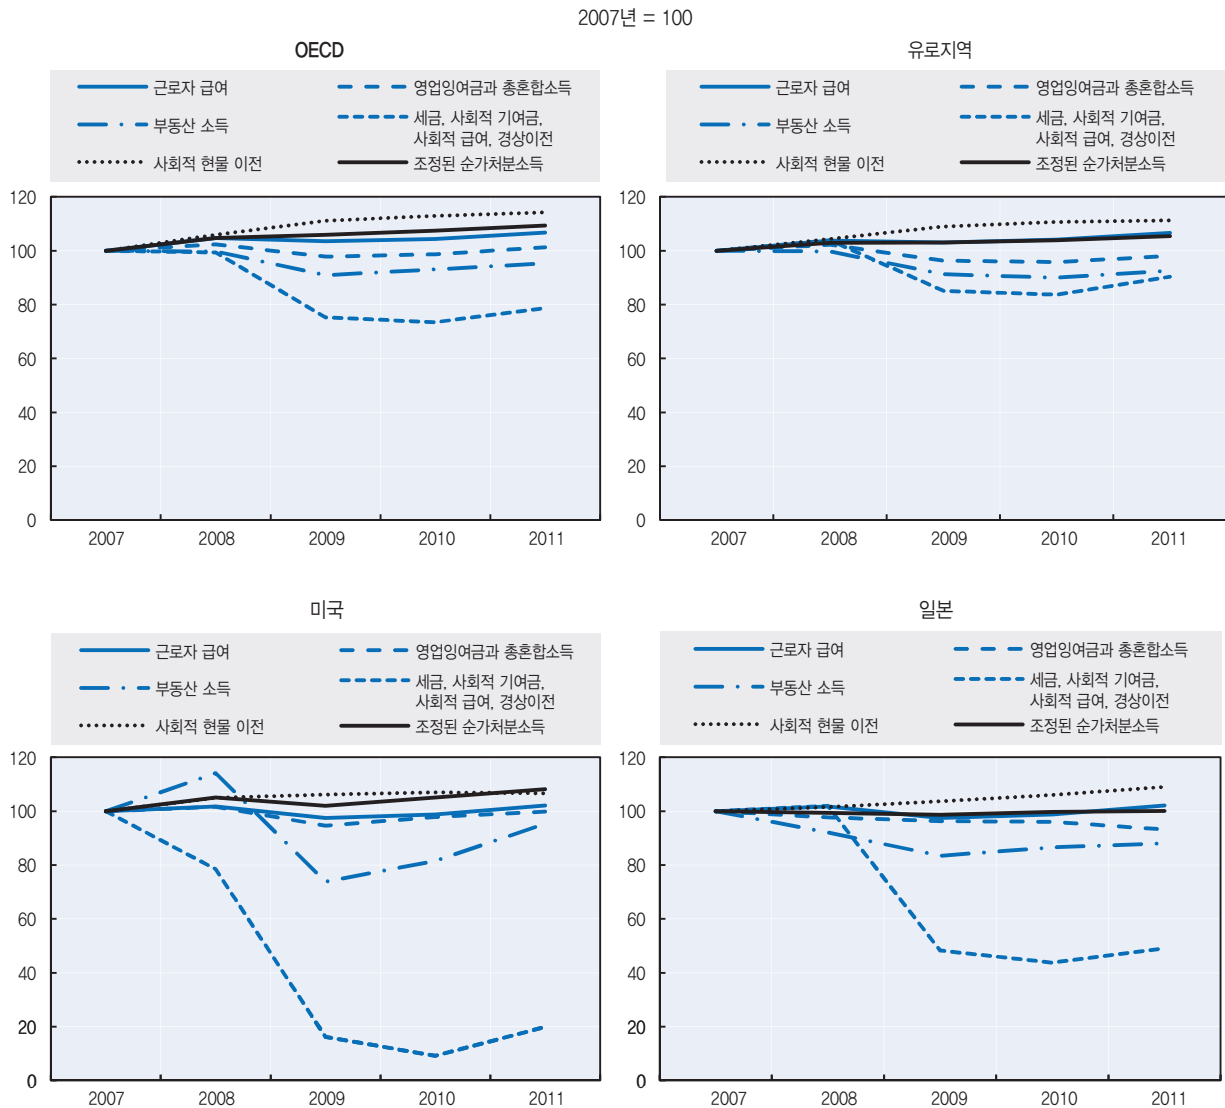 2007년 = 100
OECD
근로자 급여
영업잉여금과 총혼합소득
부동산 소득
세금, 사회적 기여금,
사회적 급여, 경상이전
사회적 현물 이전
조정된 순가처분소득
120
100
80
60
40
20
0
2007 2008 2009 2010 2011
유로지역
근로자 급여
영업잉여금과 총혼합소득
부동산 소득
세금, 사회적 기여금,
사회적 급여, 경상이전
사회적 현물 이전
조정된 순가처분소득
120
100
80
60
40
20
0
2007 2008 2009 2010 2011
미국
근로자 급여
영업잉여금과 총혼합소득
부동산 소득
세금, 사회적 기여금,
사회적 급여, 경상이전
사회적 현물 이전
조정된 순가처분소득
120
100
80
60
40
20
0
2007 2008 2009 2010 2011
일본
근로자 급여
영업잉여금과 총혼합소득
부동산 소득
세금, 사회적 기여금,
사회적 급여, 경상이전
사회적 현물 이전
조정된 순가처분소득
120
100
80
60
40
20
0
2007 2008 2009 2010 2011